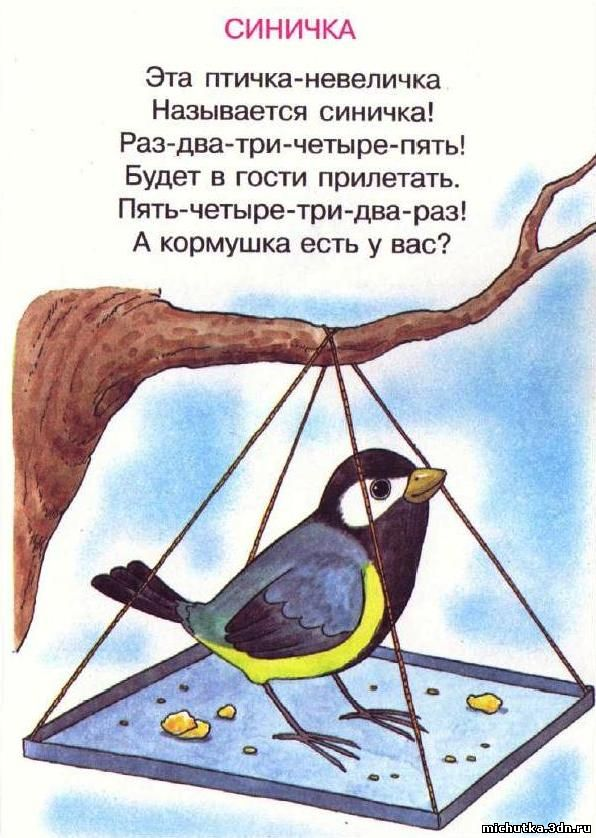 СИНИЧКА
Эта птичка-невеличка
Называется синичка!
Раз-два-три-четыре-пять!
Будет в гости прилетать.
Пять-четыре-три-два-раз!
А кормушка есть у вас?
michutka.3dn.ru